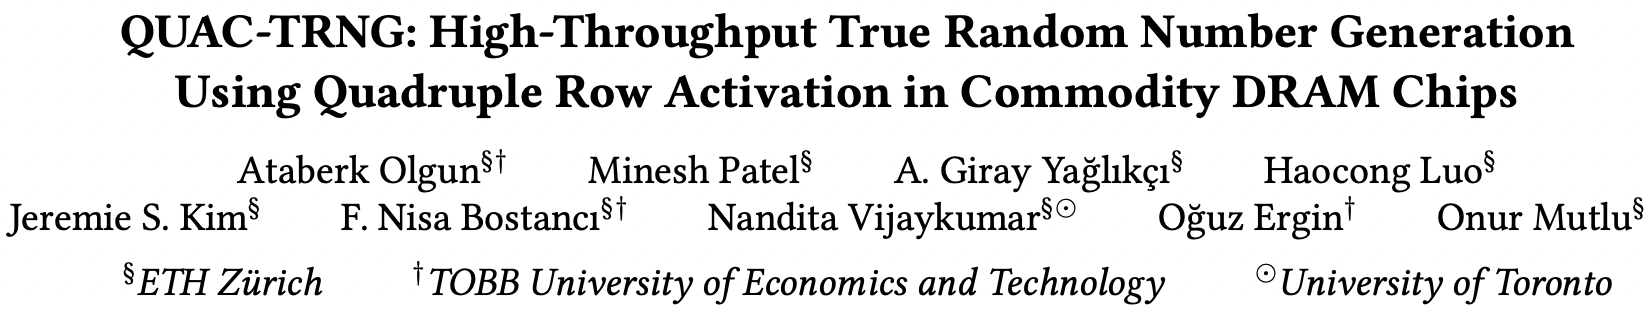 QUAC-TRNG: High-Throughput True Random Number Generation
Using Quadruple Row Activation in Commodity DRAM Chips
Ataberk Olgun§† Minesh Patel§ A. Giray Yağlıkçı§ Haocong Luo§
Jeremie S. Kim§ F. Nisa Bostancı§† Nandita Vijaykumar§⊙ Oğuz Ergin† Onur Mutlu§
§ETH Zürich †TOBB University of Economics and Technology ⊙University of Toronto